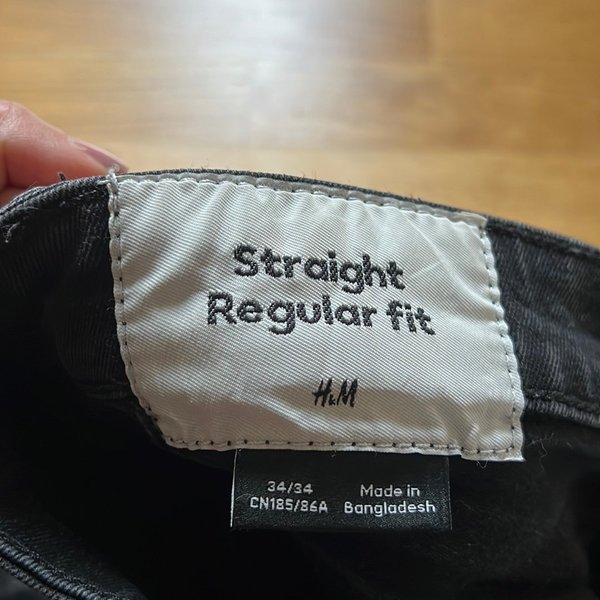 Straight
Regular fit
H&M
34/34
CN185/86A
Made in
Bangladesh